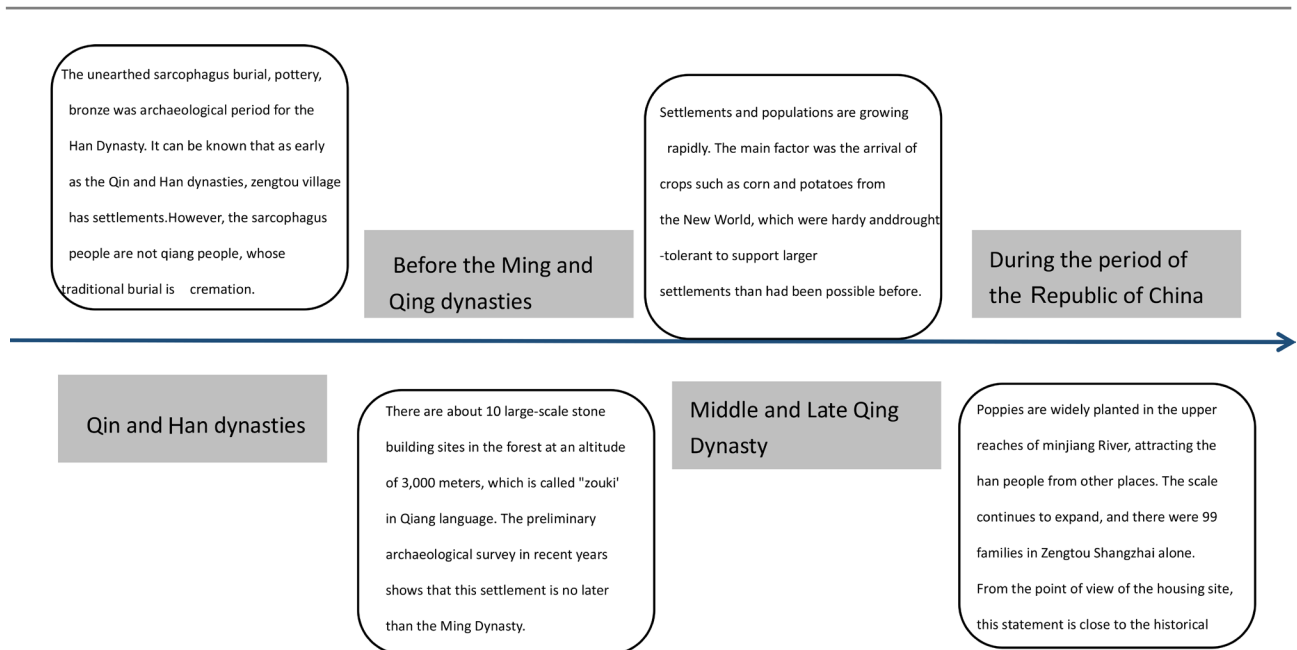 The unearthed sarcophagus burial, pottery,
bronze was archaeological period for the
Han Dynasty. It can be known that as early
as the Qin and Han dynasties, zengtou village
has settlements.However, the sarcophagus
people are not qiang people, whose
traditional burial is cremation.
Qin and Han dynasties
Before the Ming and
Qing dynasties
There are about 10 large-scale stone
building sites in the forest at an altitude
of 3,000 meters, which is called "zouki'
in Qiang language. The preliminary
archaeological survey in recent years
shows that this settlement is no later
than the Ming Dynasty.
Settlements and populations are growing
rapidly. The main factor was the arrival of
crops such as corn and potatoes from
the New World, which were hardy anddrought
-tolerant to support larger
settlements than had been possible before.
Middle and Late Qing
Dynasty
During the period of
the Republic of China
Poppies are widely planted in the upper
reaches of minjiang River, attracting the
han people from other places. The scale
continues to expand, and there were 99
families in Zengtou Shangzhai alone.
From the point of view of the housing site,
this statement is close to the historical